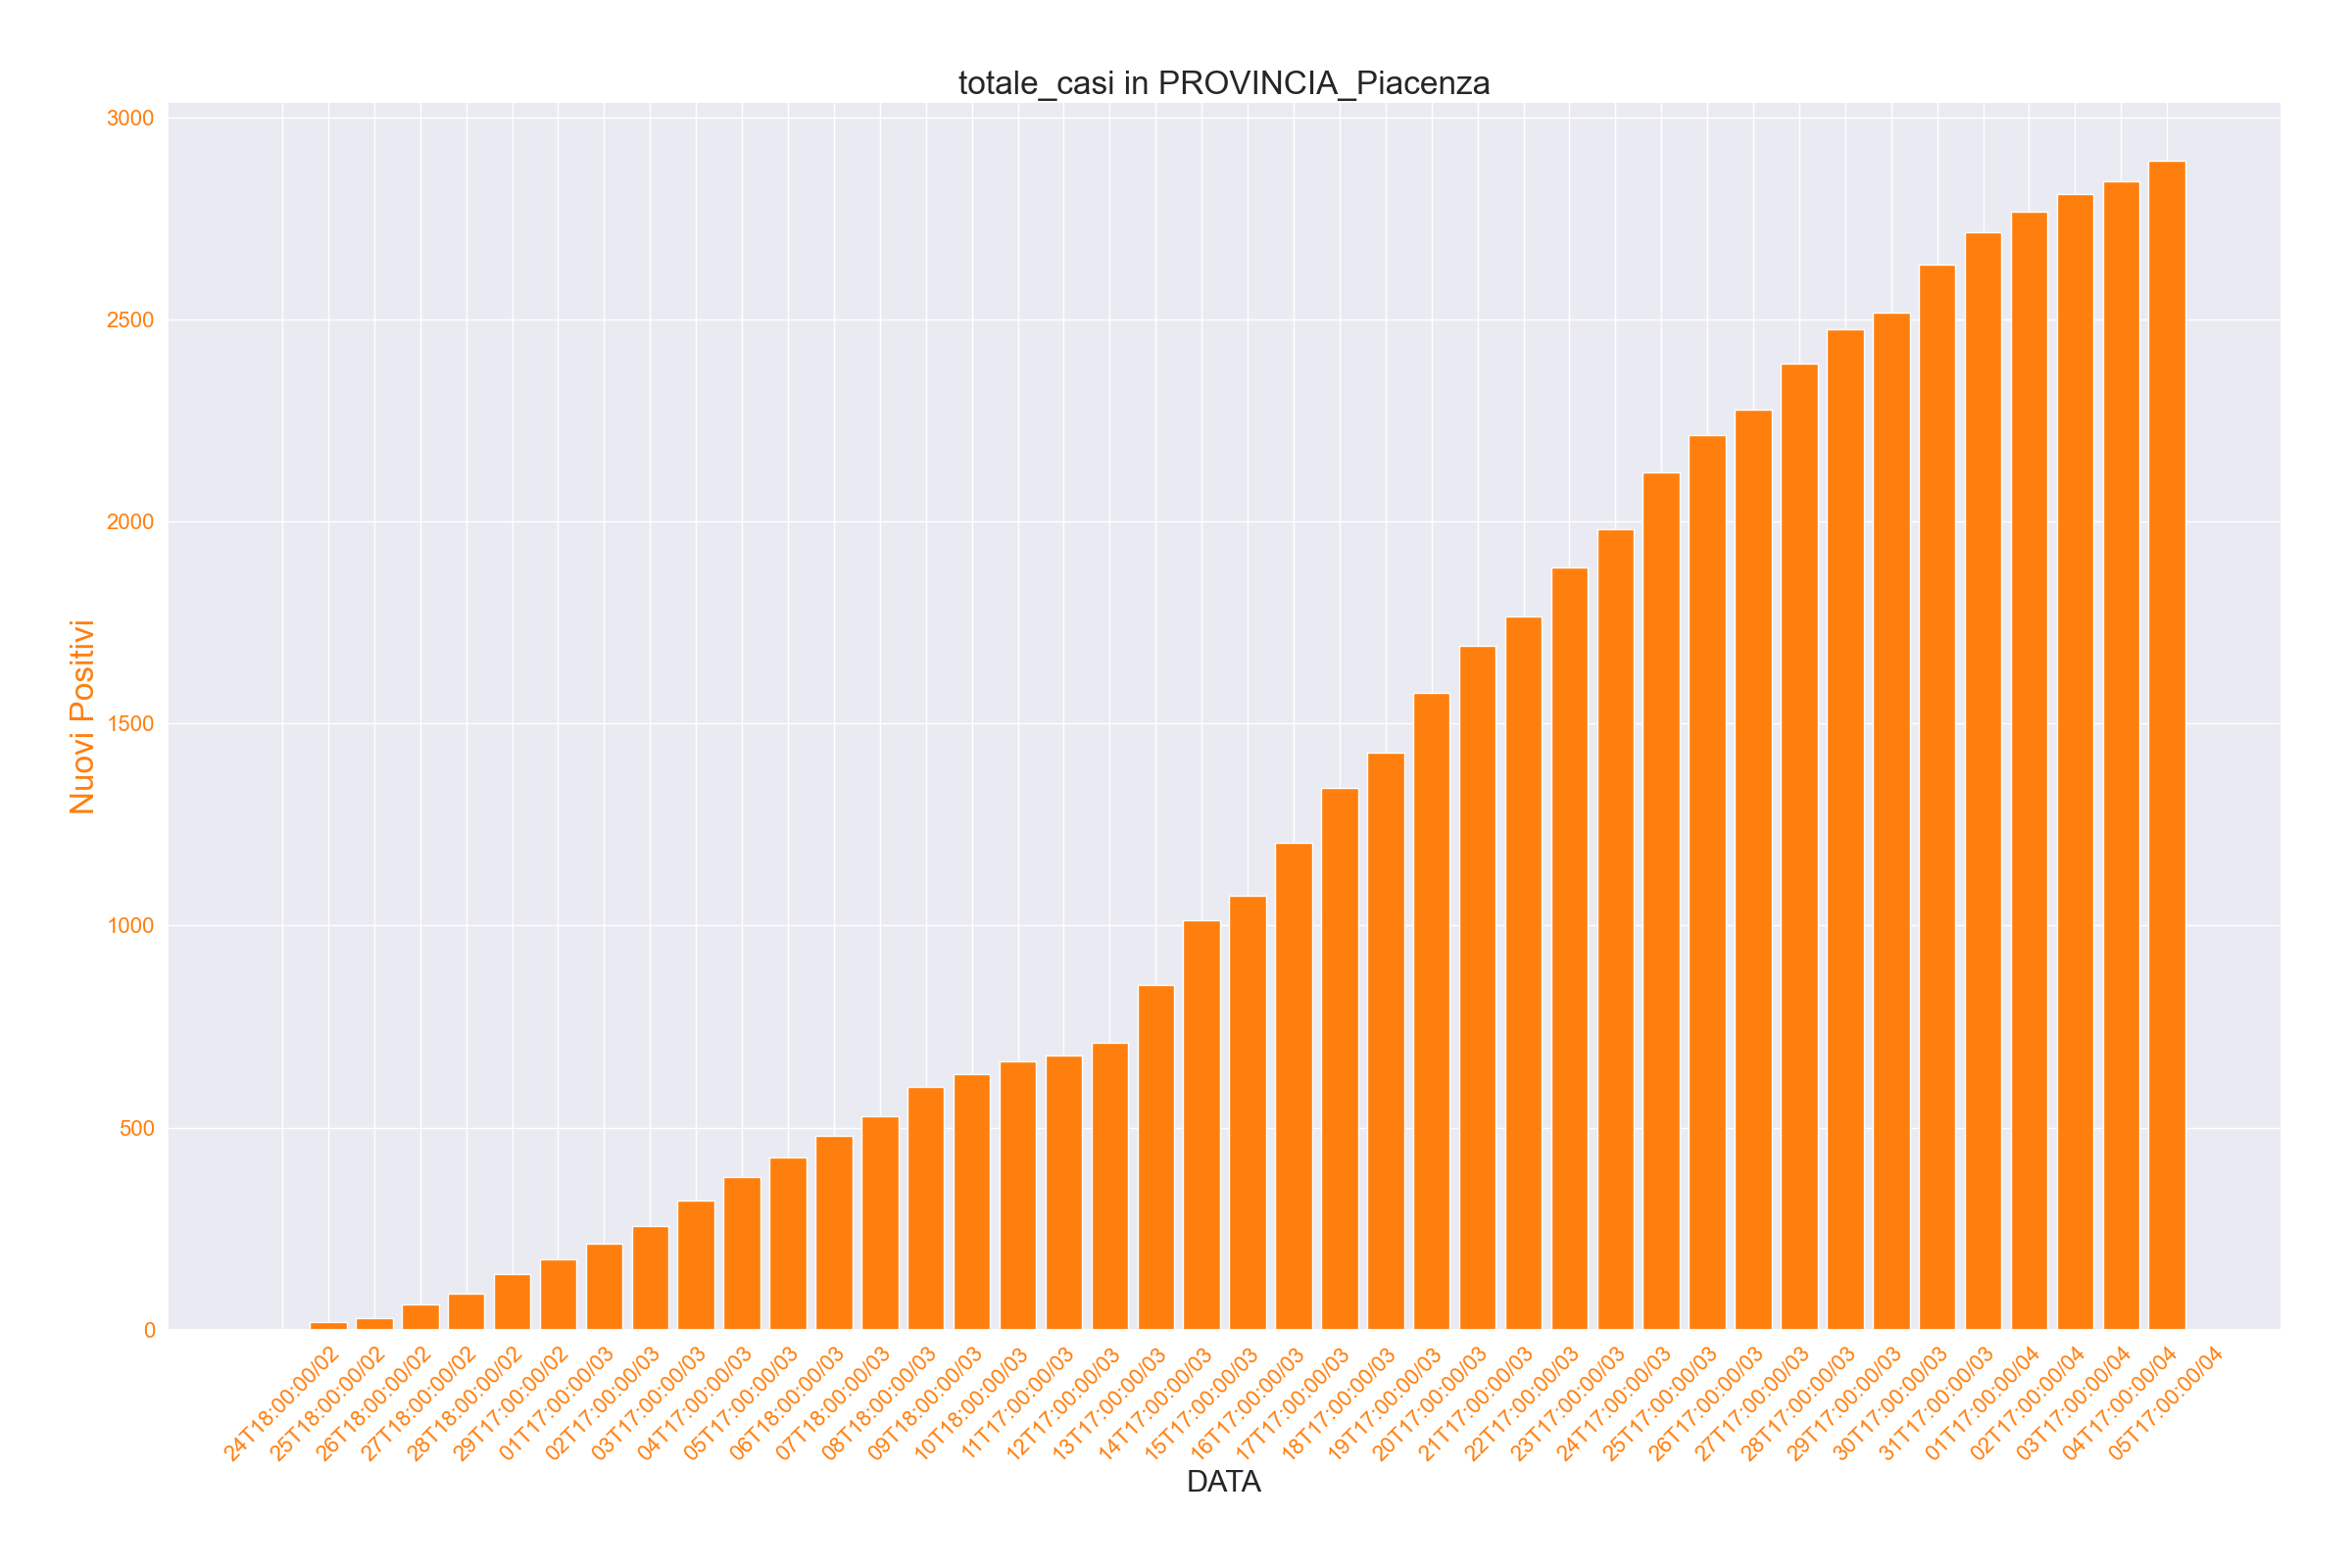 totale_casi in PROVINCIA_Piacenza
3000
2500
2000
1500
1000
500
0
Nuovi Positivi
24T18:00:00/02
25T18:00:00/02
26T18:00:00/02
27T18:00:00/02
28T18:00:00/02
29T17:00:00/02
01T17:00:00/03
02T17:00:00/03
03T17:00:00/03
04T17:00:00/03
05T17:00:00/03
06T18:00:00/03
07T18:00:00/03
08T18:00:00/03
09T18:00:00/03
10T18:00:00/03
11T17:00:00/03
12T17:00:00/03
13T17:00:00/03
14T17:00:00/03
15T17:00:00/03
16T17:00:00/03
17T17:00:00/03
18T17:00:00/03
19T17:00:00/03
20T17:00:00/03
21T17:00:00/03
22T17:00:00/03
23T17:00:00/03
24T17:00:00/03
25T17:00:00/03
26T17:00:00/03
27T17:00:00/03
28T17:00:00/03
29T17:00:00/03
30T17:00:00/03
31T17:00:00/03
01T17:00:00/04
02T17:00:00/04
03T17:00:00/04
04T17:00:00/04
05T17:00:00/04
DATA